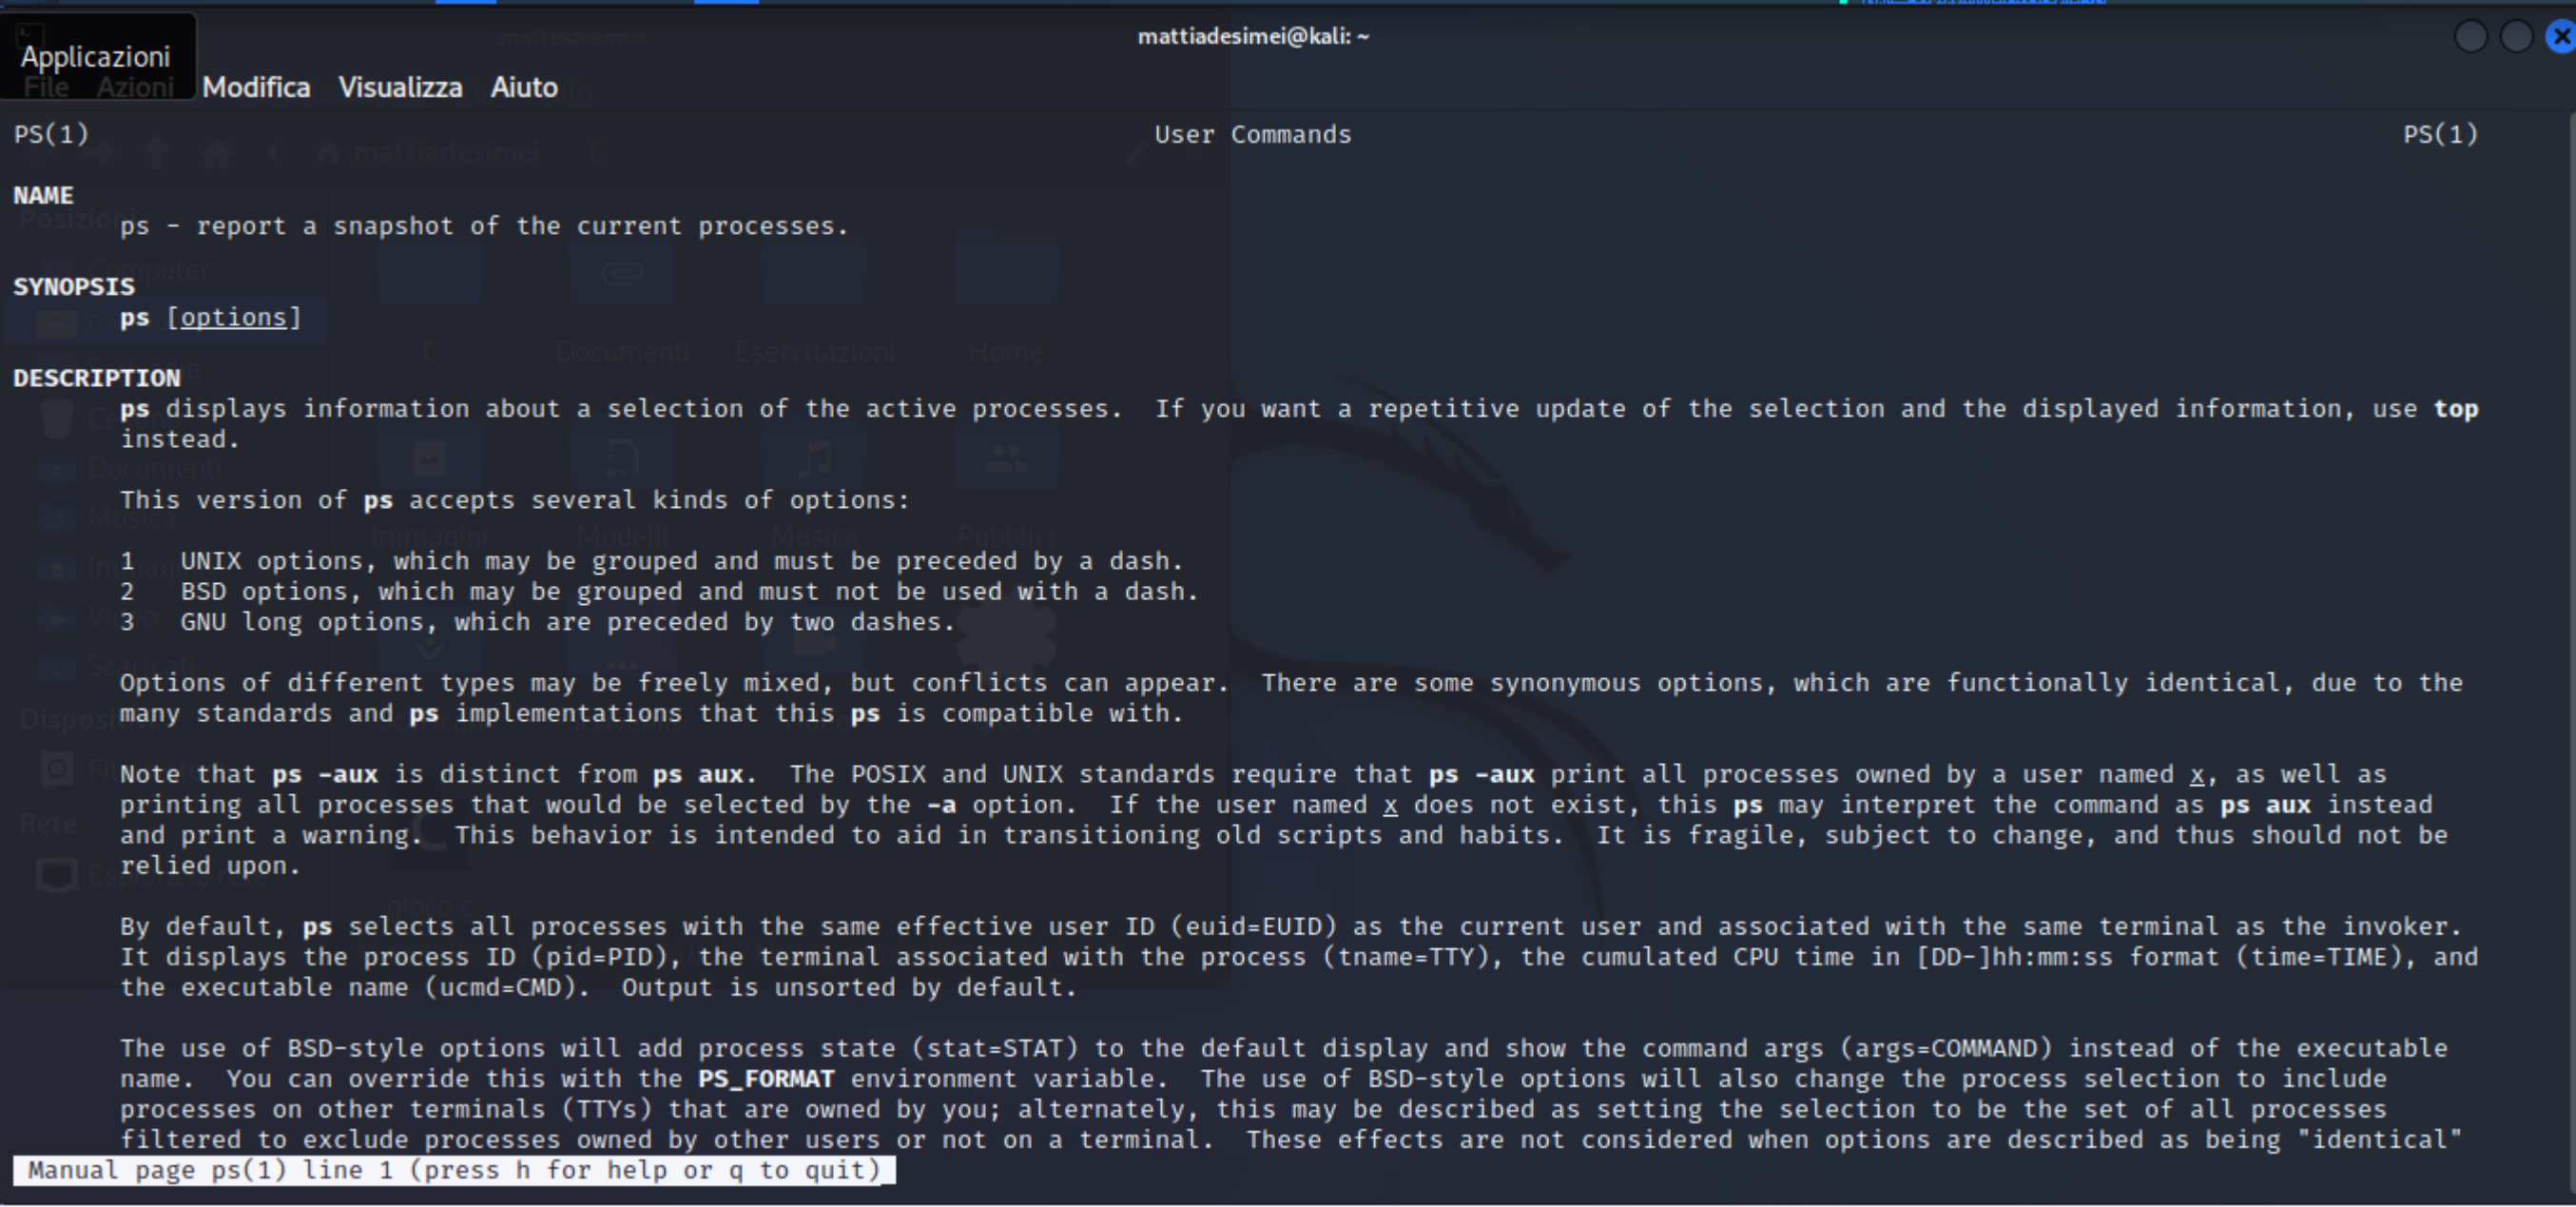 mattiadesimei
mattiadesimei@kali: ~
Applicazioni
File Azioni Modifica Visualizza Aiuto
PS(1) User Commands PS(1)
mattiadesimei C
NAME
Posizioni
ps - report a snapshot of the current processes.
Computer
SYNOPSIS
ps [options]
C Documenti Esercitazioni Home
DESCRIPTION
ps displays information about a selection of the active processes. If you want a repetitive update of the selection and the displayed information, use top
instead.
Documenti
This version of ps accepts several kinds of options:
Musica
Immagini Modelli Musica Pubblici
1 UNIX options, which may be grouped and must be preceded by a dash.
2 BSD options, which may be grouped and must not be used with a dash.
3 GNU long options, which are preceded by two dashes.
Video
Scaricati
Options of different types may be freely mixed, but conflicts can appear. There are some synonymous options, which are functionally identical, due to the
many standards and ps implementations that this ps is compatible with.
Note that ps -aux is distinct from ps aux. The POSIX and UNIX standards require that ps -aux print all processes owned by a user named x, as well as
printing all processes that would be selected by the -a option. If the user named x does not exist, this ps may interpret the command as ps aux instead
Rete
and print a warning. This behavior is intended to aid in transitioning old scripts and habits. It is fragile, subject to change, and thus should not be
relied upon.
gioco.c
By default, ps selects all processes with the same effective user ID (euid=EUID) as the current user and associated with the same terminal as the invoker.
It displays the process ID (pid=PID), the terminal associated with the process (tname=TTY), the cumulated CPU time in [DD-]hh:mm:ss format (time=TIME), and
the executable name (ucmd=CMD). Output is unsorted by default.
The use of BSD-style options will add process state (stat=STAT) to the default display and show the command args (args=COMMAND) instead of the executable
name. You can override this with the PS_FORMAT environment variable. The use of BSD-style options will also change the process selection to include
processes on other terminals (TTYs) that are owned by you; alternately, this may be described as setting the selection to be the set of all processes
filtered to exclude processes owned by other users or not on a terminal. These effects are not considered when options are described as being "identical"
Manual page ps(1) line 1 (press h for help or q to quit)